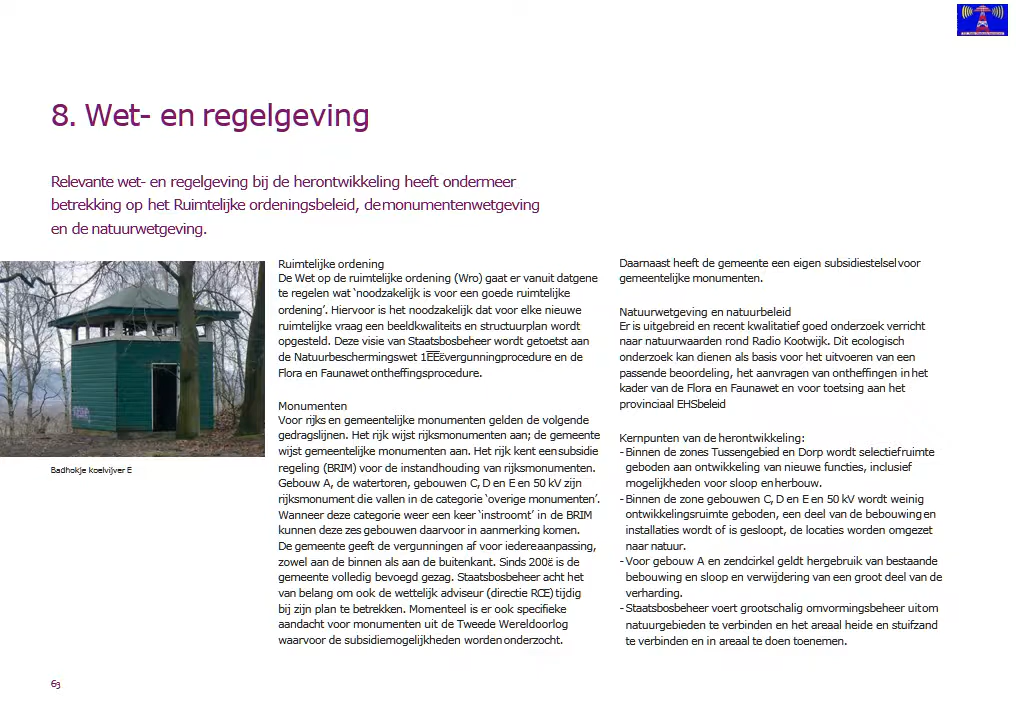 8. Wet- en regelgeving
Relevante wet- en regelgeving bij de herontwikkeling heeft ondermeer
betrekking op het Ruimtelijke ordeningsbeleid, de monumentenwetgeving
en de natuurwetgeving.
Badhokje koelvijver E
Ruimtelijke ordening
De Wet op de ruimtelijke ordening (Wro) gaat er vanuit datgene
te regelen wat ‘noodzakelijk is voor een goede ruimtelijke
ordening’. Hiervoor is het noodzakelijk dat voor elke nieuwe
ruimtelijke vraag een beeldkwaliteits en structuurplan wordt
opgesteld. Deze visie van Staatsbosbeheer wordt getoetst aan
de Natuurbeschermingswet vergunningprocedure en de
Flora en Faunawet ontheffingsprocedure.
Monumenten
Voor rijks en gemeentelijke monumenten gelden de volgende
gedragslijnen. Het rijk wijst rijksmonumenten aan; de gemeente
wijst gemeentelijke monumenten aan. Het rijk kent een subsidie
regeling (BRIM) voor de instandhouding van rijksmonumenten.
Gebouw A, de watertoren, gebouwen C, D en E en 50 kV zijn
rijksmonument die vallen in de categorie ‘overige monumenten’.
Wanneer deze categorie weer een keer ‘instroomt’ in de BRIM
kunnen deze zes gebouwen daarvoor in aanmerking komen.
De gemeente geeft de vergunningen af voor iedere aanpassing,
zowel aan de binnen als aan de buitenkant. Sinds 200ë is de
gemeente volledig bevoegd gezag. Staatsbosbeheer acht het
van belang om ook de wettelijk adviseur (directie RCE) tijdig
bij zijn plan te betrekken. Momenteel is er ook specifieke
aandacht voor monumenten uit de Tweede Wereldoorlog
waarvoor de subsidiemogelijkheden worden onderzocht.
Daarnaast heeft de gemeente een eigen subsidiestelsel voor
gemeentelijke monumenten.
Natuurwetgeving en natuurbeleid
Er is uitgebreid en recent kwalitatief goed onderzoek verricht
naar natuurwaarden rond Radio Kootwijk. Dit ecologisch
onderzoek kan dienen als basis voor het uitvoeren van een
passende beoordeling, het aanvragen van ontheffingen in het
kader van de Flora en Faunawet en voor toetsing aan het
provinciaal EHSbeleid
Kernpunten van de herontwikkeling:
- Binnen de zones Tussengebied en Dorp wordt selectief ruimte
geboden aan ontwikkeling van nieuwe functies, inclusief
mogelijkheden voor sloop en herbouw.
- Binnen de zone gebouwen C, D en E en 50 kV wordt weinig
ontwikkelingsruimte geboden, een deel van de bebouwing en
installaties wordt of is gesloopt, de locaties worden omgezet
naar natuur.
- Voor gebouw A en zendcirkel geldt hergebruik van bestaande
bebouwing en sloop en verwijdering van een groot deel van de
verharding.
- Staatsbosbeheer voert grootschalig omvormingsbeheer uit om
natuurgebieden te verbinden en het areaal heide en stuifzand
te verbinden en in areaal te doen toenemen.
63